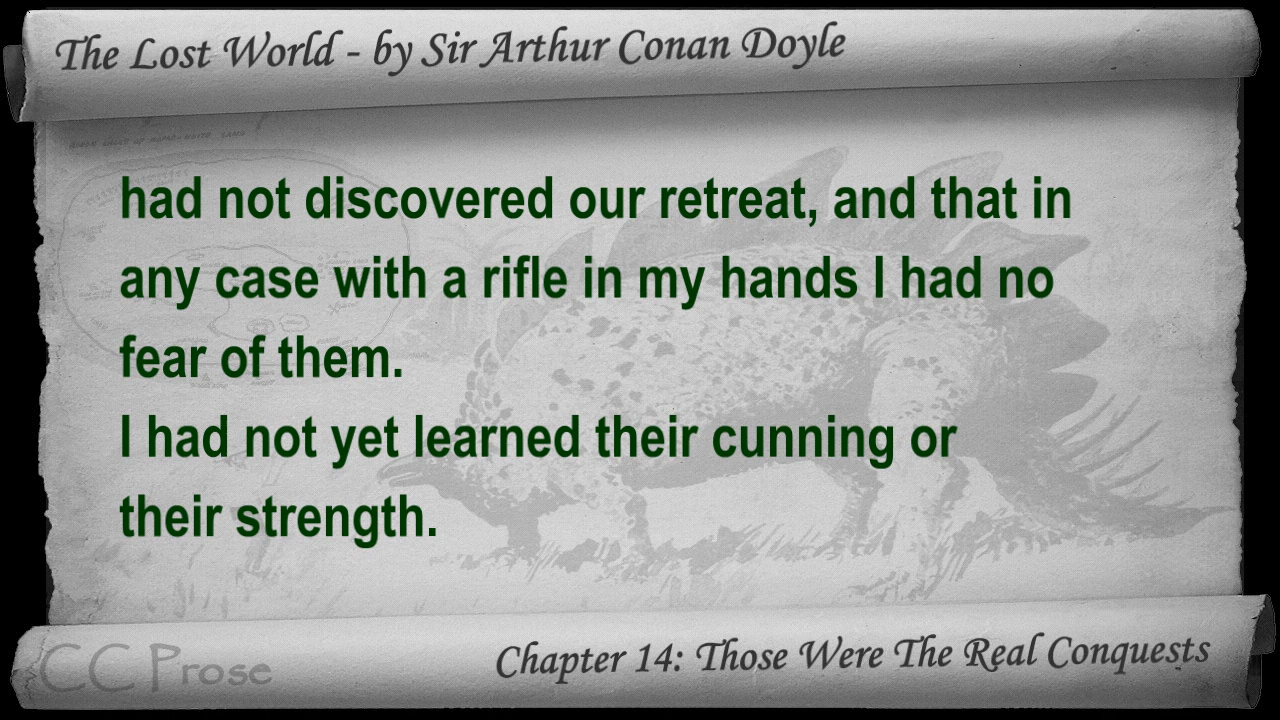 The Lost World - by Sir Arthur Conan Doyle
had not discovered our retreat, and that in
any case with a rifle in my hands I had no
fear of them.
I had not yet learned their cunning or
their strength.
CC Prose
Chapter 14: Those Were The Real Conquests